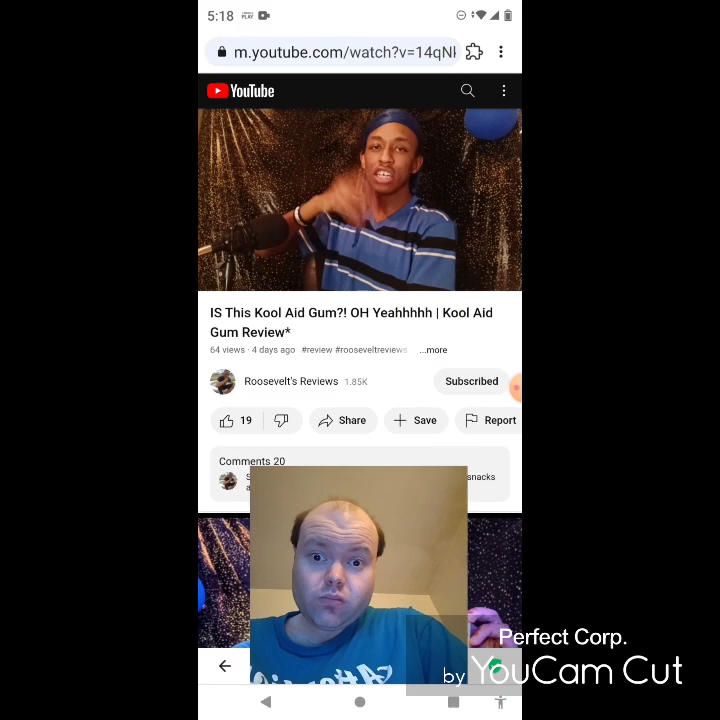 5:18
m.youtube.com/watch?v=14qNl
YouTube
IS This Kool Aid Gum?! OH Yeahhhhh | Kool Aid
Gum Review*
64 views · 4 days ago #review #rooseveltreviews ...more
Roosevelt's Reviews 1.85K
Subscribed
19
Share
Save
Report
Comments 20
snacks
Perfect Corp.
by YouCam Cut